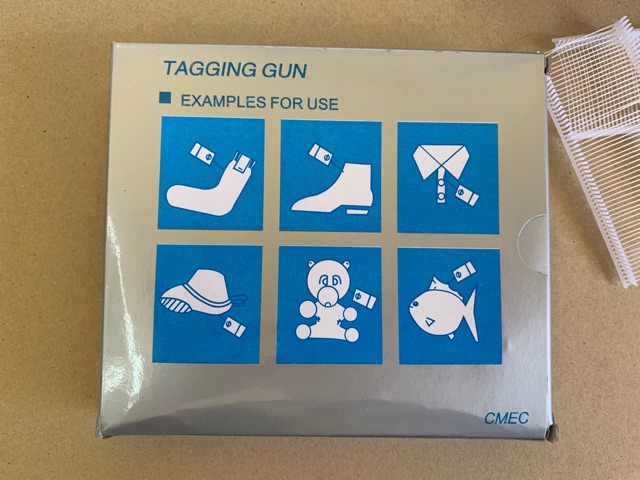 TAGGING GUN
EXAMPLES FOR USE
CMEC